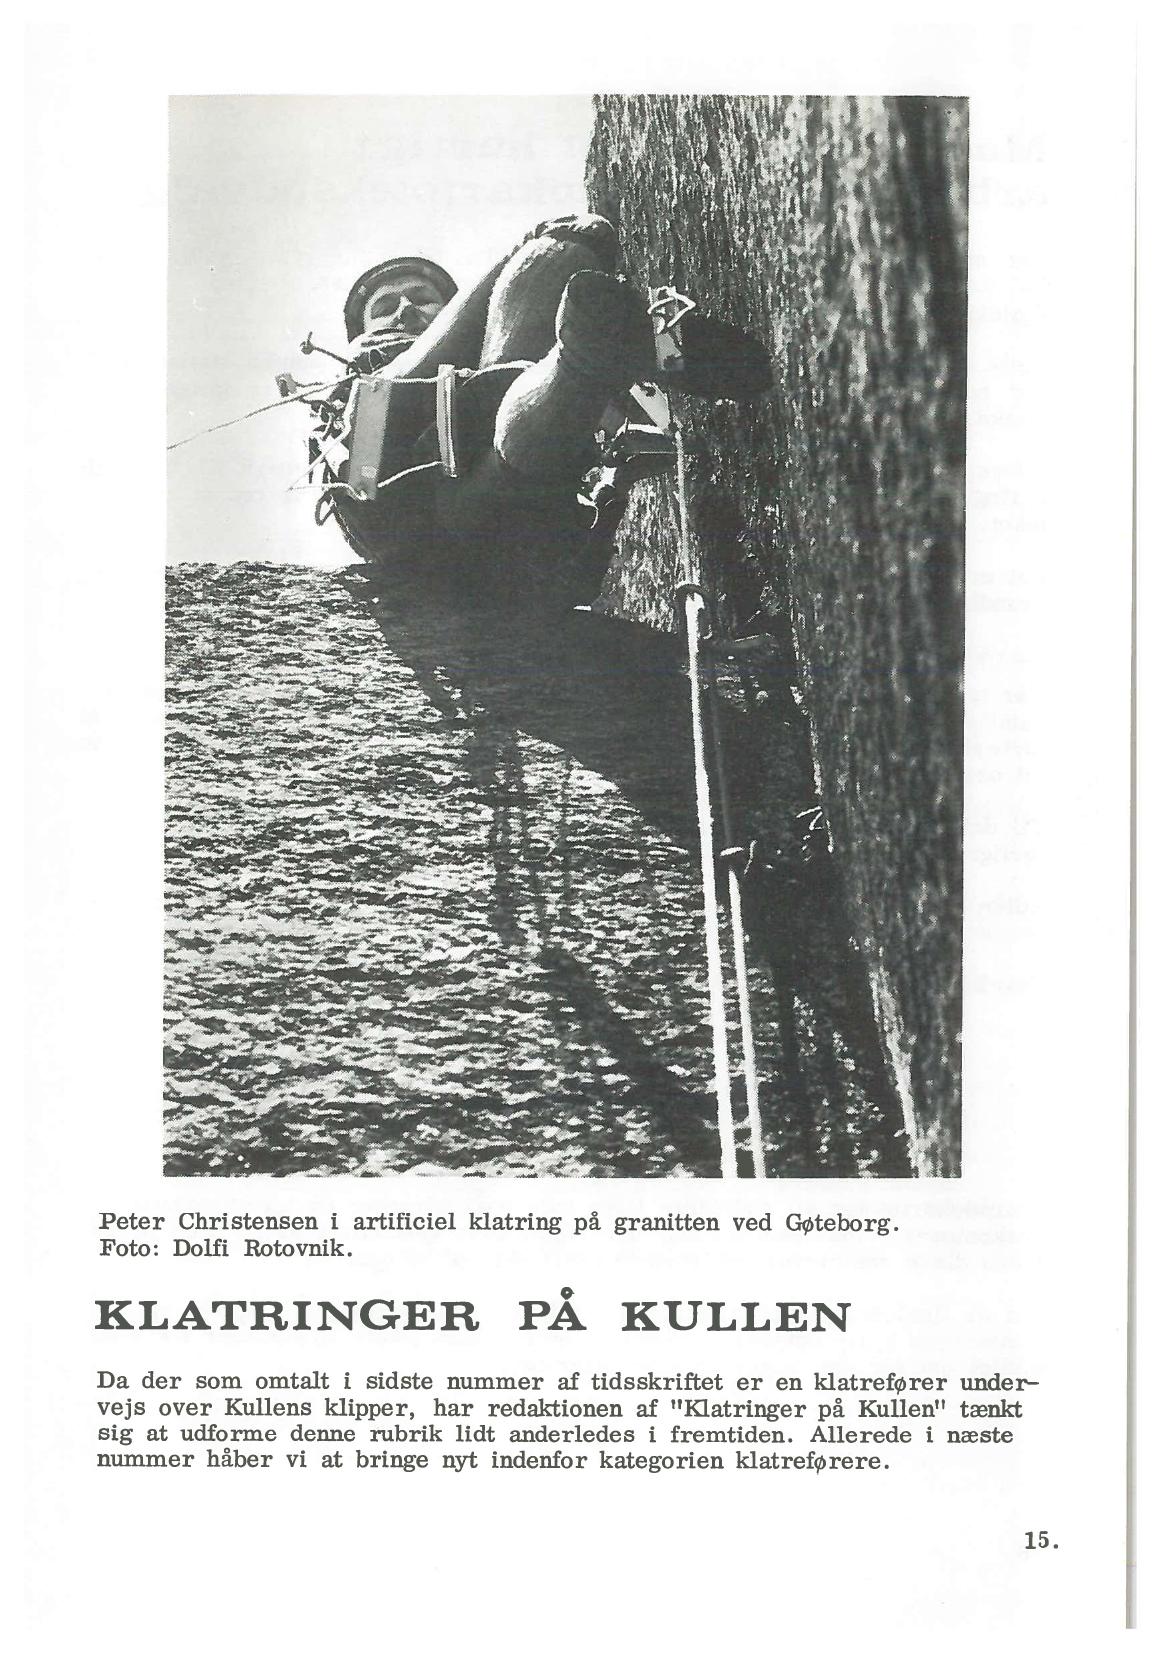 Peter Christensen i artificiel klatring på granitten ved Gøteborg.
Foto: Dolfi Rotovnik.
KLATRINGER PÅ KULLEN
Da der som omtalt i sidste nummer af tidsskriftet er en klatrefører under-
vejs over Kullens klipper, har redaktionen af "Klatringer på Kullen" tænkt
sig at udforme denne rubrik lidt anderledes i fremtiden. Allerede i næste
nummer håber vi at bringe nyt indenfor kategorien klatreførere.
15.